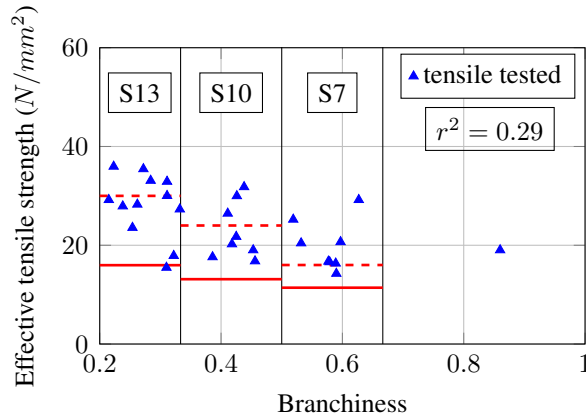 Effective tensile strength (N/mm²)
60
40
20
0
S13
S10
S7
tensile tested
r² = 0.29
0.2 0.4 0.6 0.8 1
Branchiness